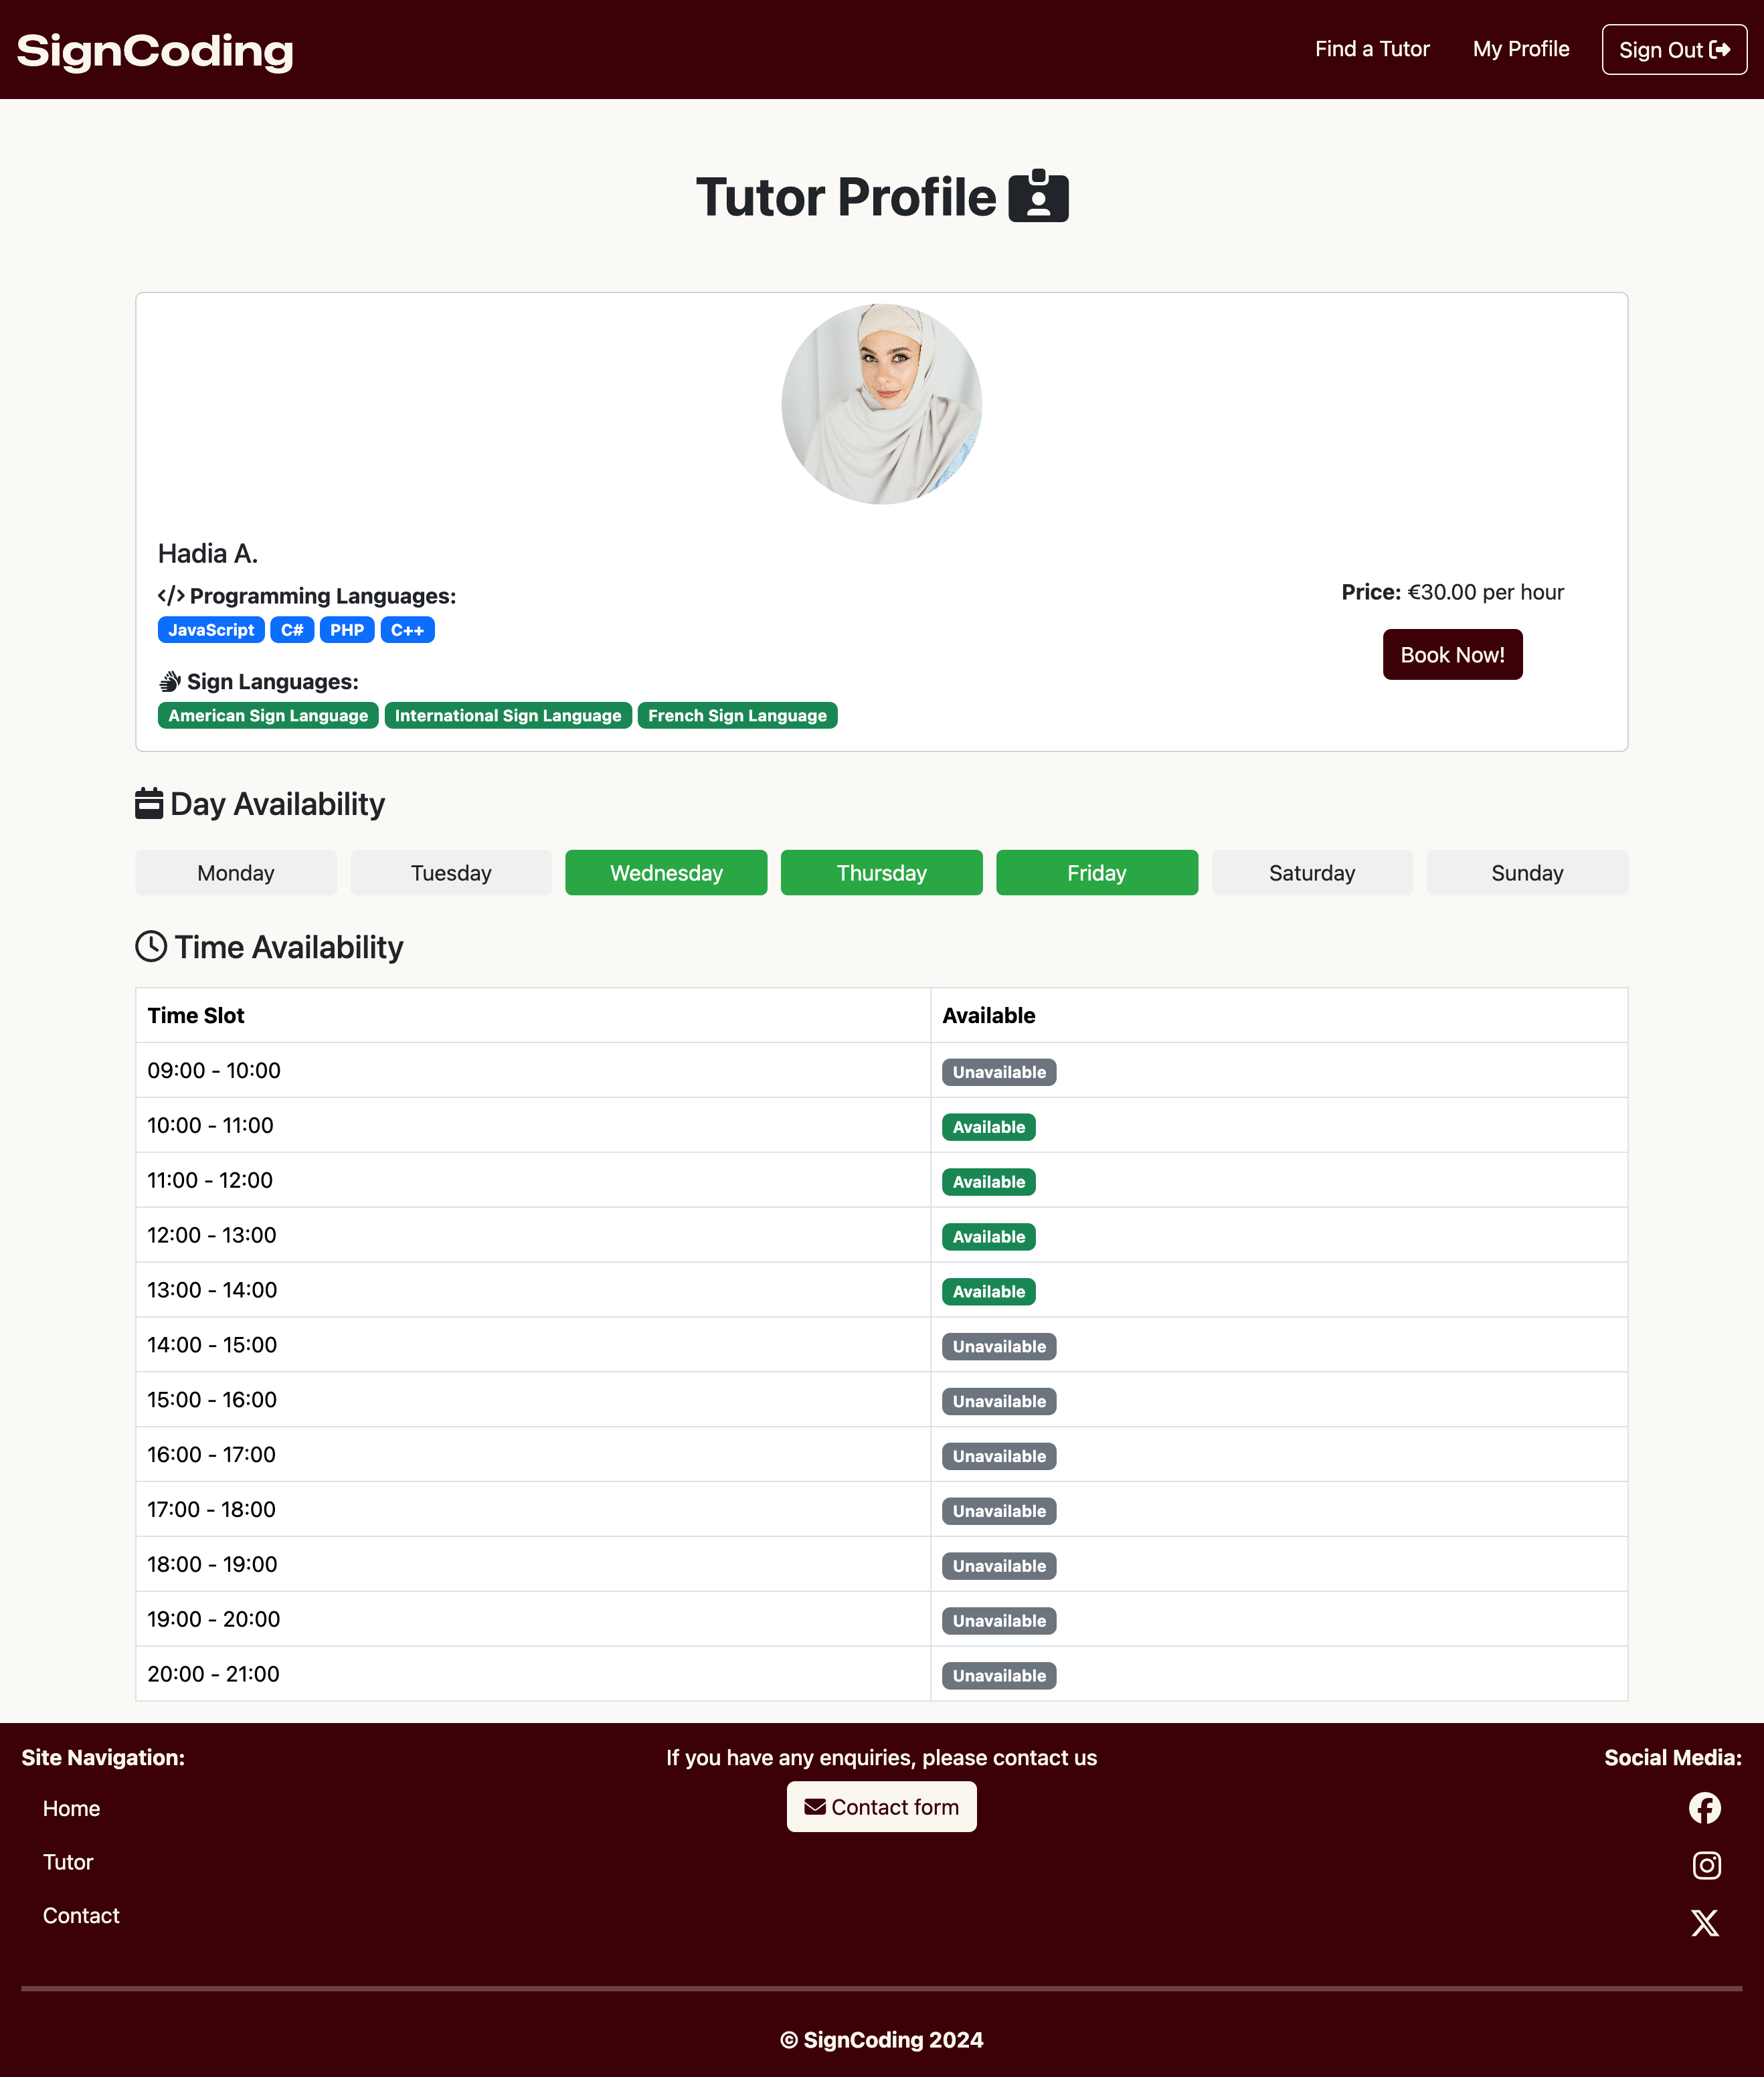 SignCoding
Find a Tutor
My Profile
Sign Out
Tutor Profile
Hadia A.
</> Programming Languages:
JavaScript C# PHP C++
Sign Languages:
American Sign Language International Sign Language French Sign Language
Price: €30.00 per hour
Book Now!
Day Availability
Monday Tuesday Wednesday Thursday Friday Saturday Sunday
Time Availability
Time Slot Available
09:00 - 10:00 Unavailable
10:00 - 11:00 Available
11:00 - 12:00 Available
12:00 - 13:00 Available
13:00 - 14:00 Available
14:00 - 15:00 Unavailable
15:00 - 16:00 Unavailable
16:00 - 17:00 Unavailable
17:00 - 18:00 Unavailable
18:00 - 19:00 Unavailable
19:00 - 20:00 Unavailable
20:00 - 21:00 Unavailable
Site Navigation:
Home
Tutor
Contact
If you have any enquiries, please contact us
Contact form
Social Media:
© SignCoding 2024